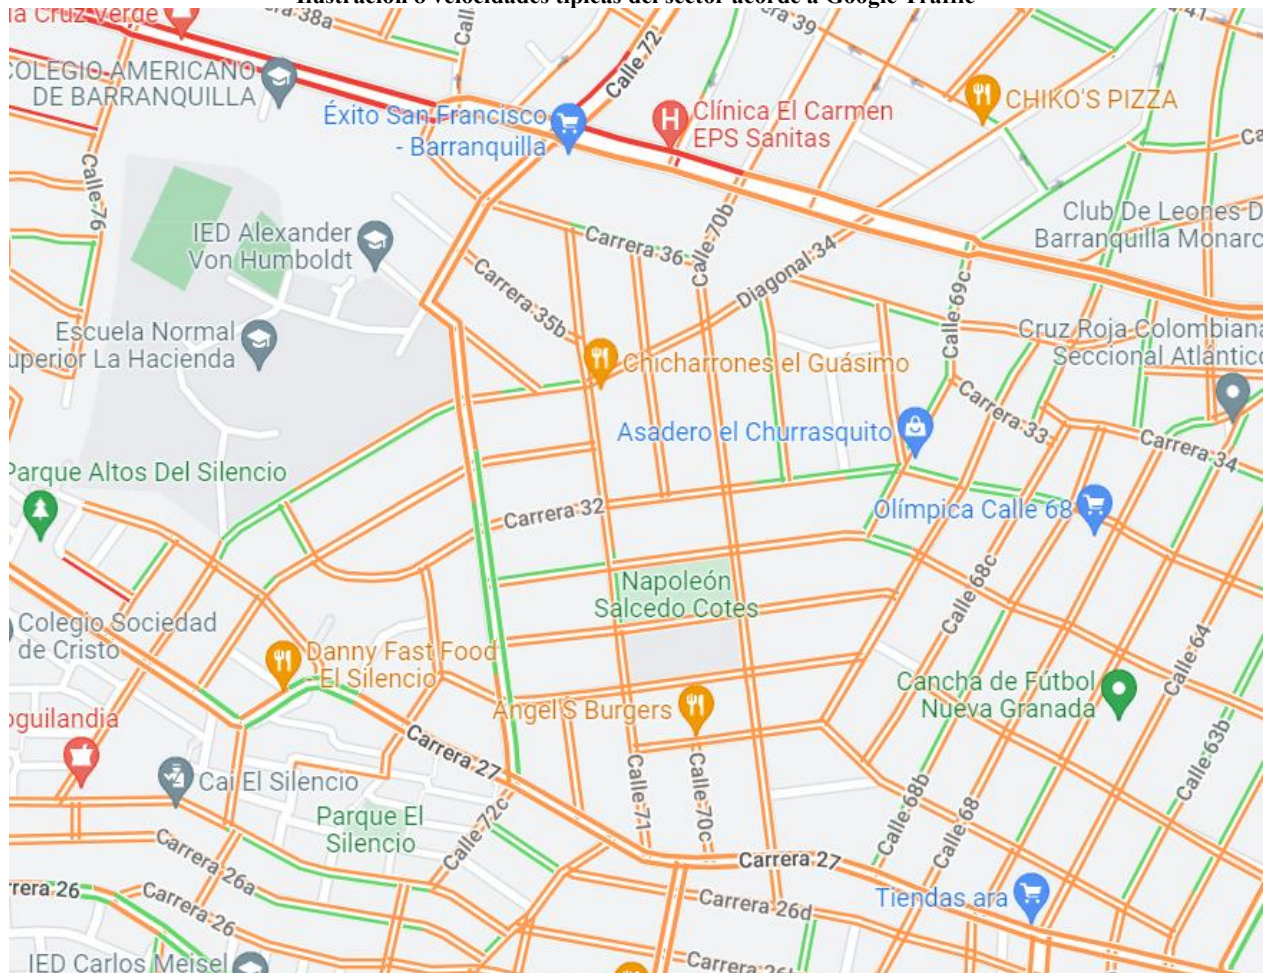 Ilustración 6 velocidades típicas del sector acorde a Google Traffic
la Cruz Verde
Carrera 38a
Calle 72
Carrera 39
41
COLEGIO AMERICANO
DE BARRANQUILLA
Éxito San Francisco
- Barranquilla
Clínica El Carmen
EPS Sanitas
CHIKO'S PIZZA
Ca
Calle 76
IED Alexander
Von Humboldt
Carrera 36
Calle 70b
Diagonal 34
Club De Leones D
Barranquilla Monarc
Carrera 35b
Calle 69c
Escuela Normal
uperior La Hacienda
Chicharrones el Guásimo
Cruz Roja Colombiana
Seccional Atlántico
Carrera 33
Asadero el Churrasquito
Carrera 34
Parque Altos Del Silencio
Carrera 32
Olímpica Calle 68
Calle 68c
Napoleón
Salcedo Cotes
Colegio Sociedad
de Cristo
Danny Fast Food
- El Silencio
Calle 64
Cancha de Fútbol
Nueva Granada
oguilandia
Angel'S Burgers
Carrera 27
Calle 63b
Cai El Silencio
Calle 71
Calle 70c
Calle 68b
Calle 68
Parque El
Silencio
Calle 72c
Carrera 27
Carrera 26a
rrera 26
Carrera 26
Carrera 26d
Tiendas ara
IED Carlos Meisel